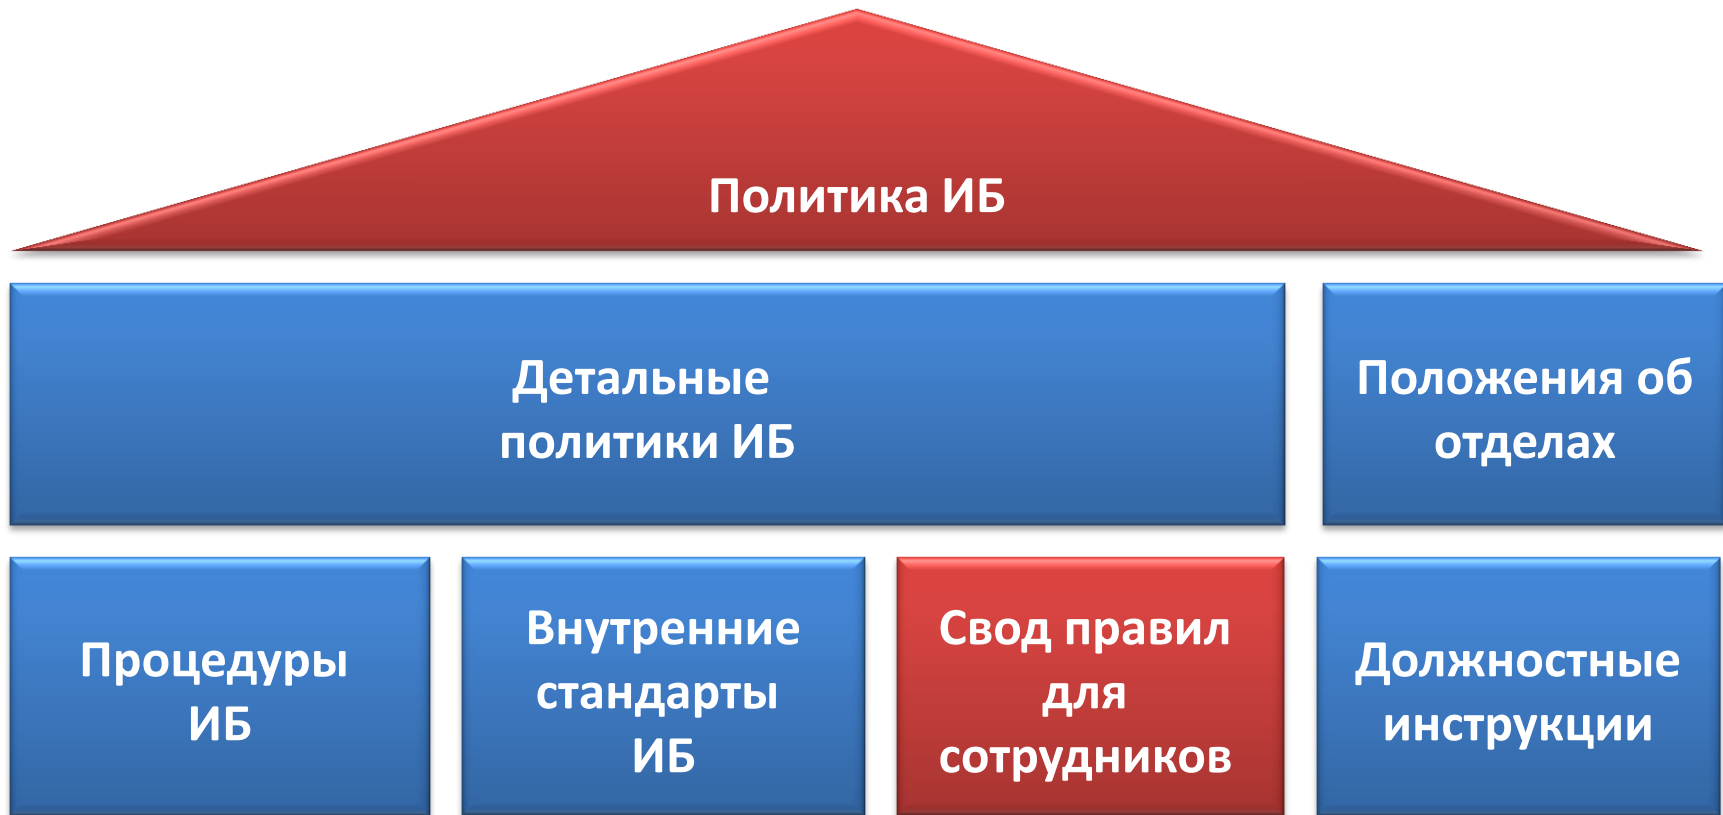 Политика ИБ
Детальные
политики ИБ
Положения об
отделах
Процедуры
ИБ
Внутренние
стандарты
ИБ
Свод правил
для
сотрудников
Должностные
инструкции